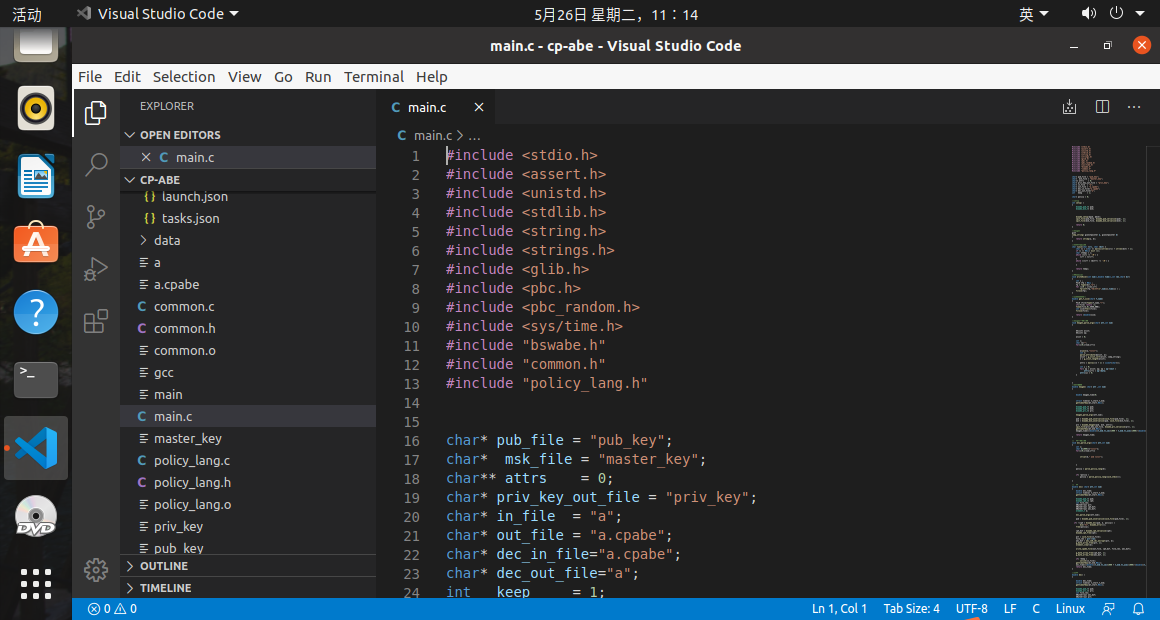 活动
Visual Studio Code
5月26日 星期二，11：14
英
main.c - cp-abe - Visual Studio Code
File Edit Selection View Go Run Terminal Help
EXPLORER
OPEN EDITORS
C main.c
CP-ABE
{} launch.json
{} tasks.json
data
a
a.cpabe
C common.c
C common.h
common.o
gcc
main
C main.c
master_key
C policy_lang.c
C policy_lang.h
policy_lang.o
priv_key
pub_key
OUTLINE
TIMELINE
C main.c
C main.c > ...
1 #include <stdio.h>
2 #include <assert.h>
3 #include <unistd.h>
4 #include <stdlib.h>
5 #include <string.h>
6 #include <strings.h>
7 #include <glib.h>
8 #include <pbc.h>
9 #include <pbc_random.h>
10 #include <sys/time.h>
11 #include "bswabe.h"
12 #include "common.h"
13 #include "policy_lang.h"
14
15
16 char* pub_file = "pub_key";
17 char*  msk_file = "master_key";
18 char** attrs    = 0;
19 char* priv_key_out_file = "priv_key";
20 char* in_file  = "a";
21 char* out_file = "a.cpabe";
22 char* dec_in_file="a.cpabe";
23 char* dec_out_file="a";
24 int   keep     = 1;
>_
?
DVD
0 0
Ln 1, Col 1 Tab Size: 4 UTF-8 LF C Linux